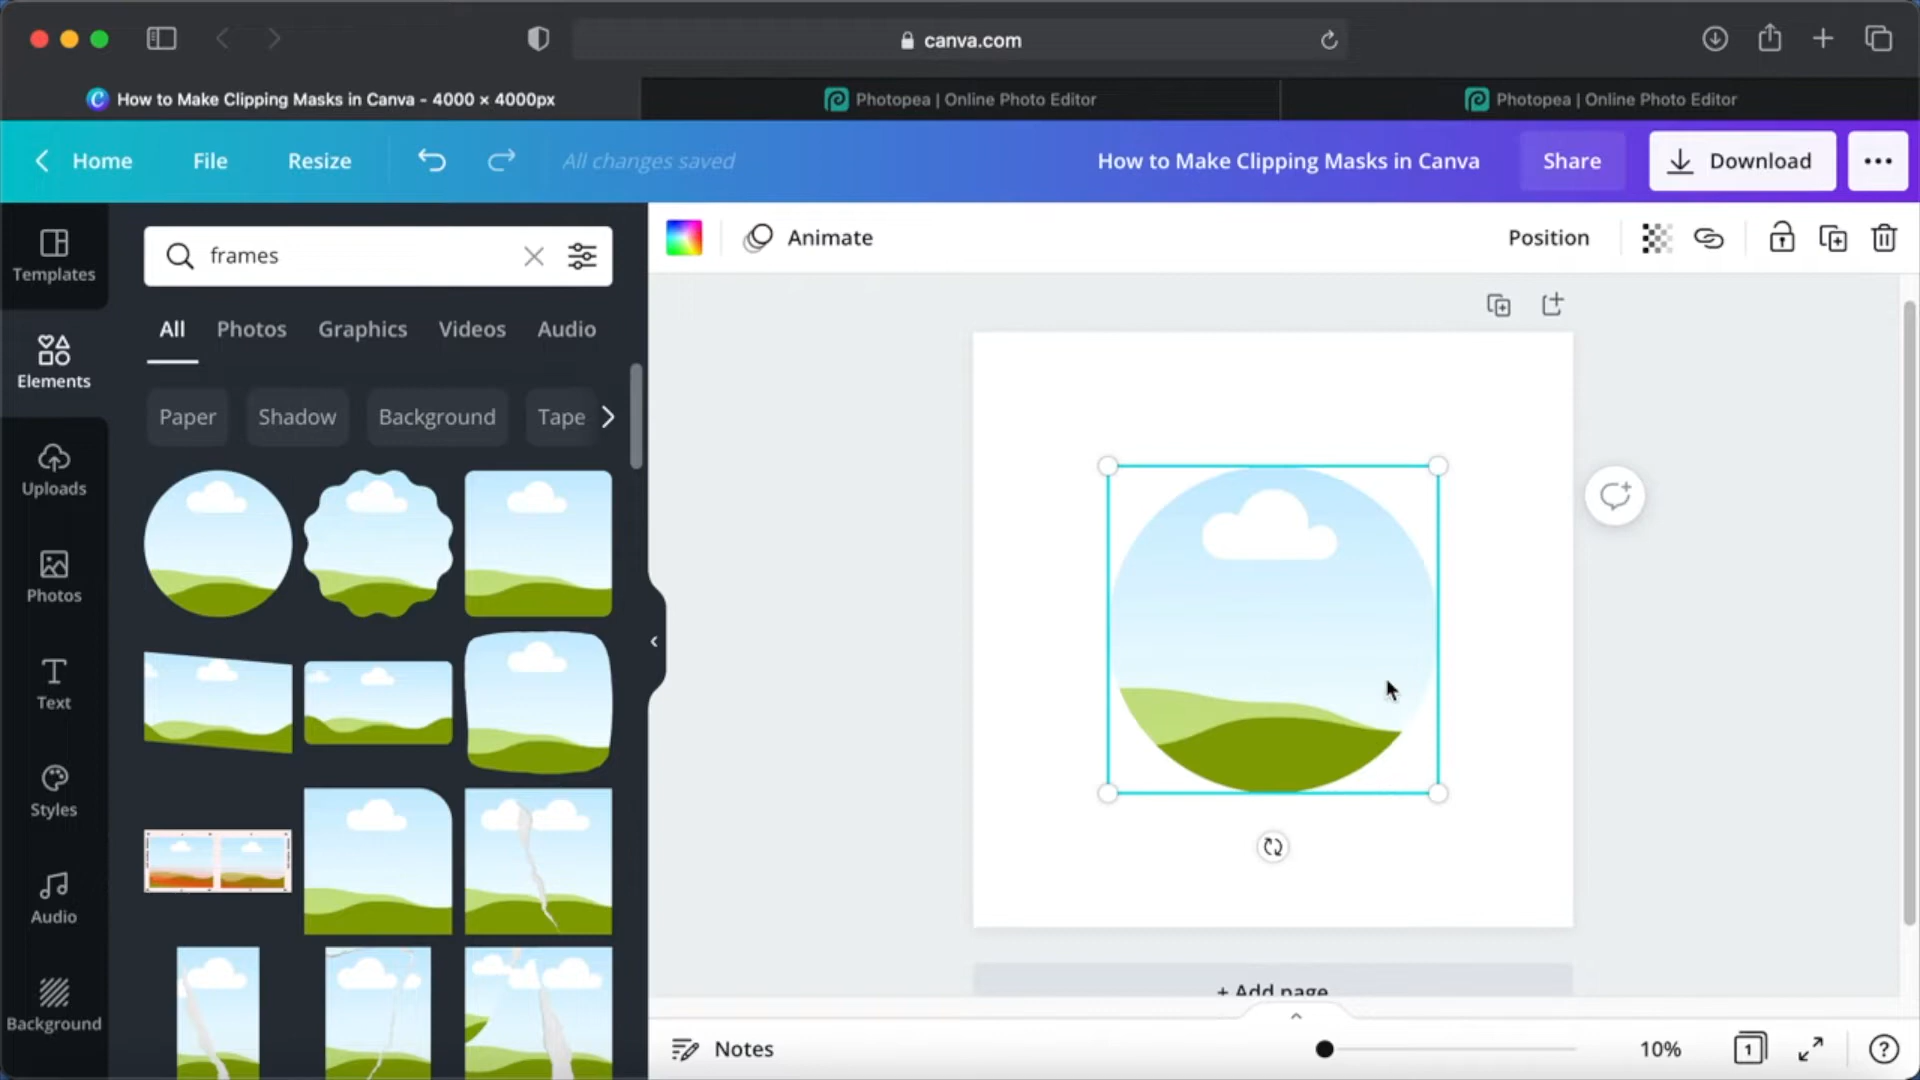 canva.com
How to Make Clipping Masks in Canva - 4000 × 4000px
Photopea | Online Photo Editor
Photopea | Online Photo Editor
Home
File
Resize
All changes saved
How to Make Clipping Masks in Canva
Share
Download
Templates
Elements
Uploads
Photos
Text
Styles
Audio
Background
frames
All
Photos
Graphics
Videos
Audio
Paper
Shadow
Background
Tape
Animate
Position
+ Add page
Notes
10%
1